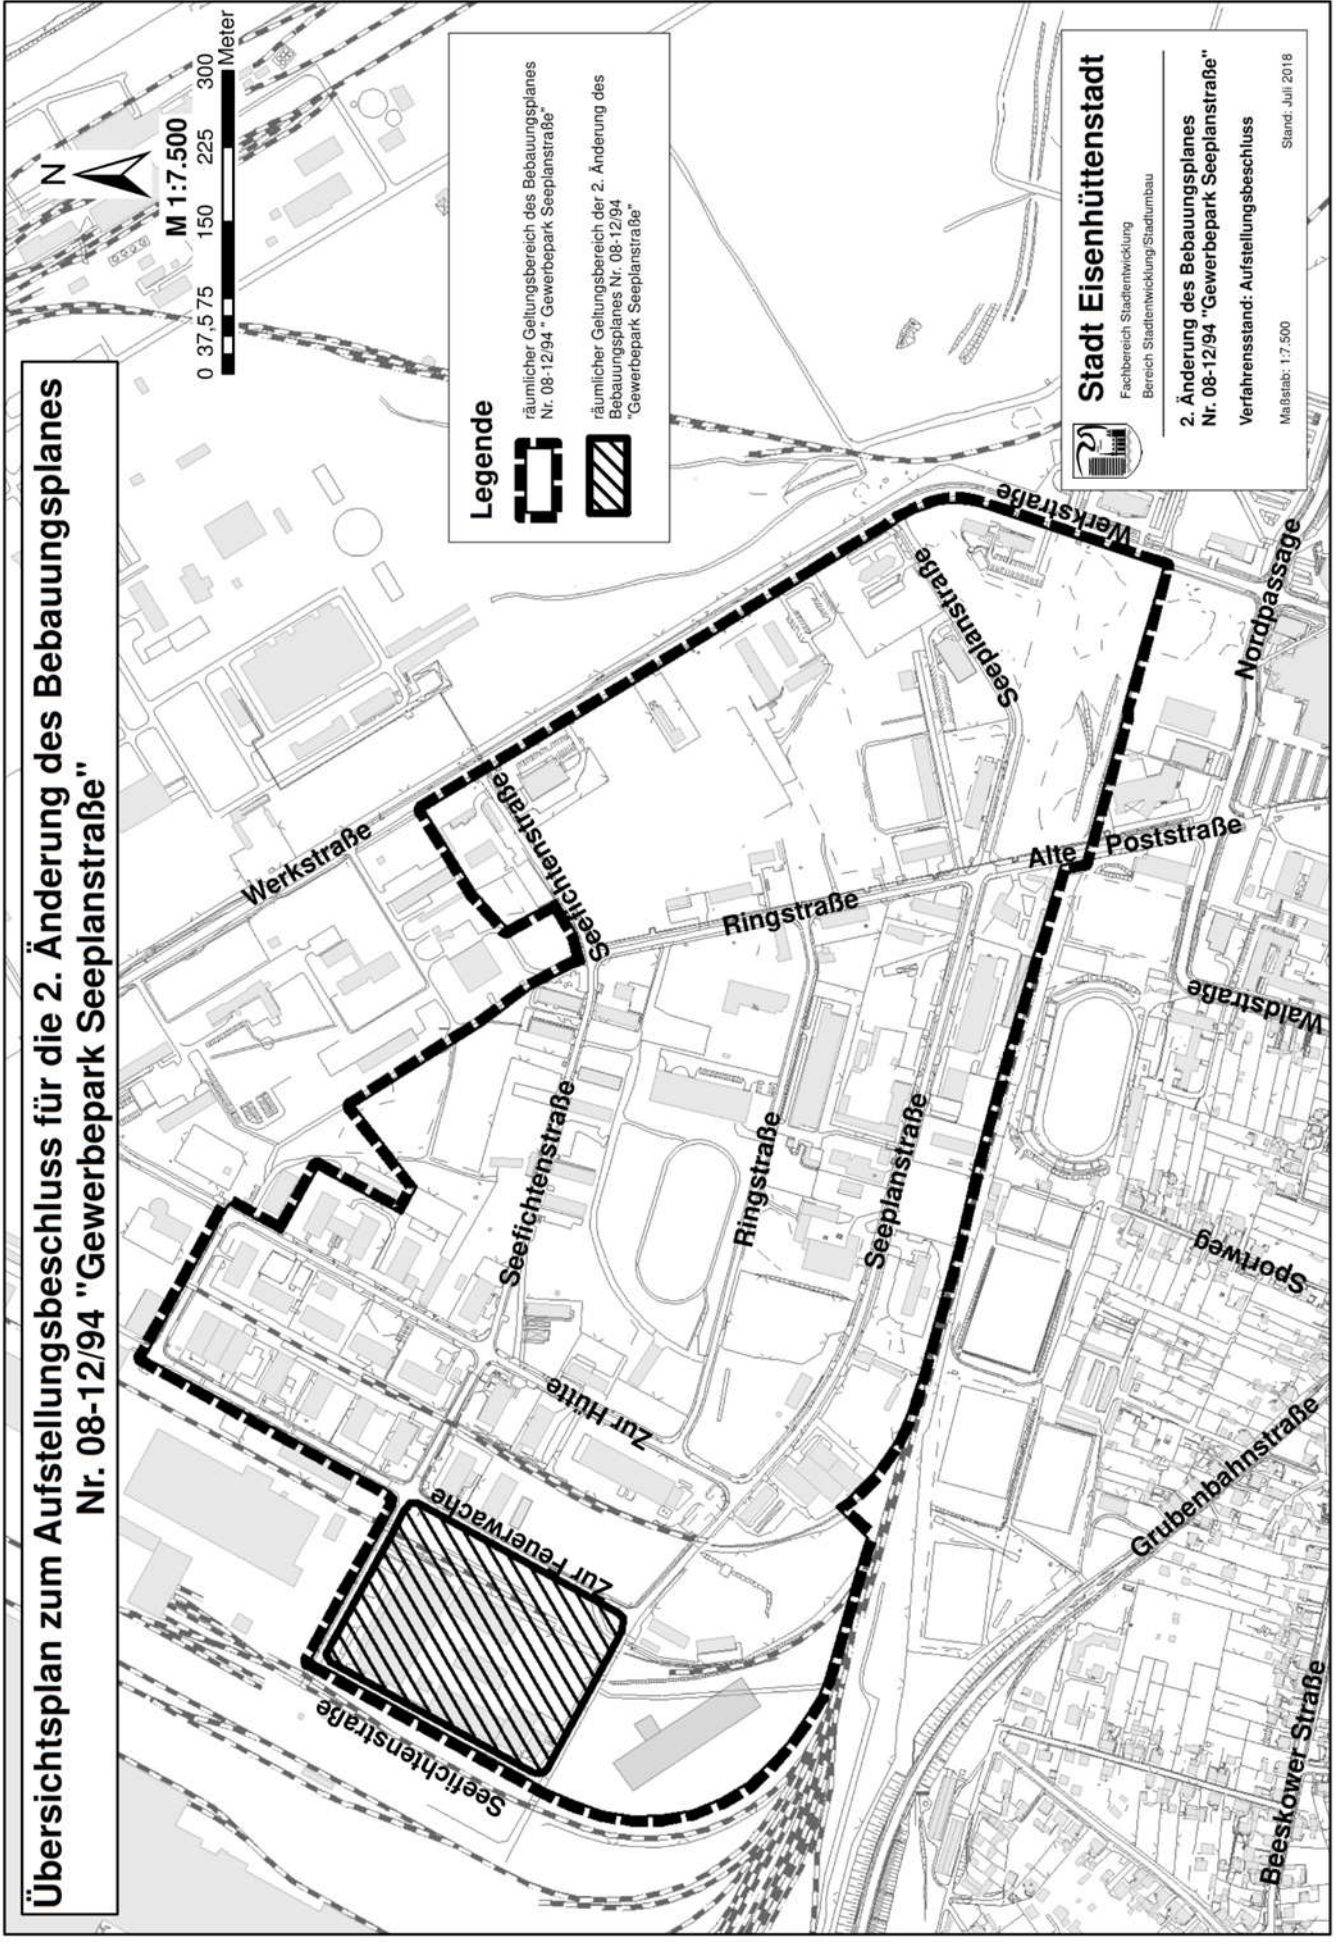 Übersichtsplan zum Aufstellungsbeschluss für die 2. Änderung des Bebauungsplanes
Nr. 08-12/94 "Gewerbepark Seeplanstraße"
N
M 1:7.500
0 37,5 75 150 225 300
Meter
Legende
räumlicher Geltungsbereich des Bebauungsplanes
Nr. 08-12/94 " Gewerbepark Seeplanstraße"
räumlicher Geltungsbereich der 2. Änderung des
Bebauungsplanes Nr. 08-12/94
"Gewerbepark Seeplanstraße"
Werkstraße
Seefichtenstraße
Seefichtenstraße
Seefichtenstraße
Zur Feuerwache
Zur Hütte
Ringstraße
Ringstraße
Seeplanstraße
Seeplanstraße
Werkstraße
Alte Poststraße
Nordpassage
Waldstraße
Sportweg
Grubenbahnstraße
Beeskower Straße
Stadt Eisenhüttenstadt
Fachbereich Stadtentwicklung
Bereich Stadtentwicklung/Stadtumbau
2. Änderung des Bebauungsplanes
Nr. 08-12/94 "Gewerbepark Seeplanstraße"
Verfahrensstand: Aufstellungsbeschluss
Maßstab: 1:7.500
Stand: Juli 2018